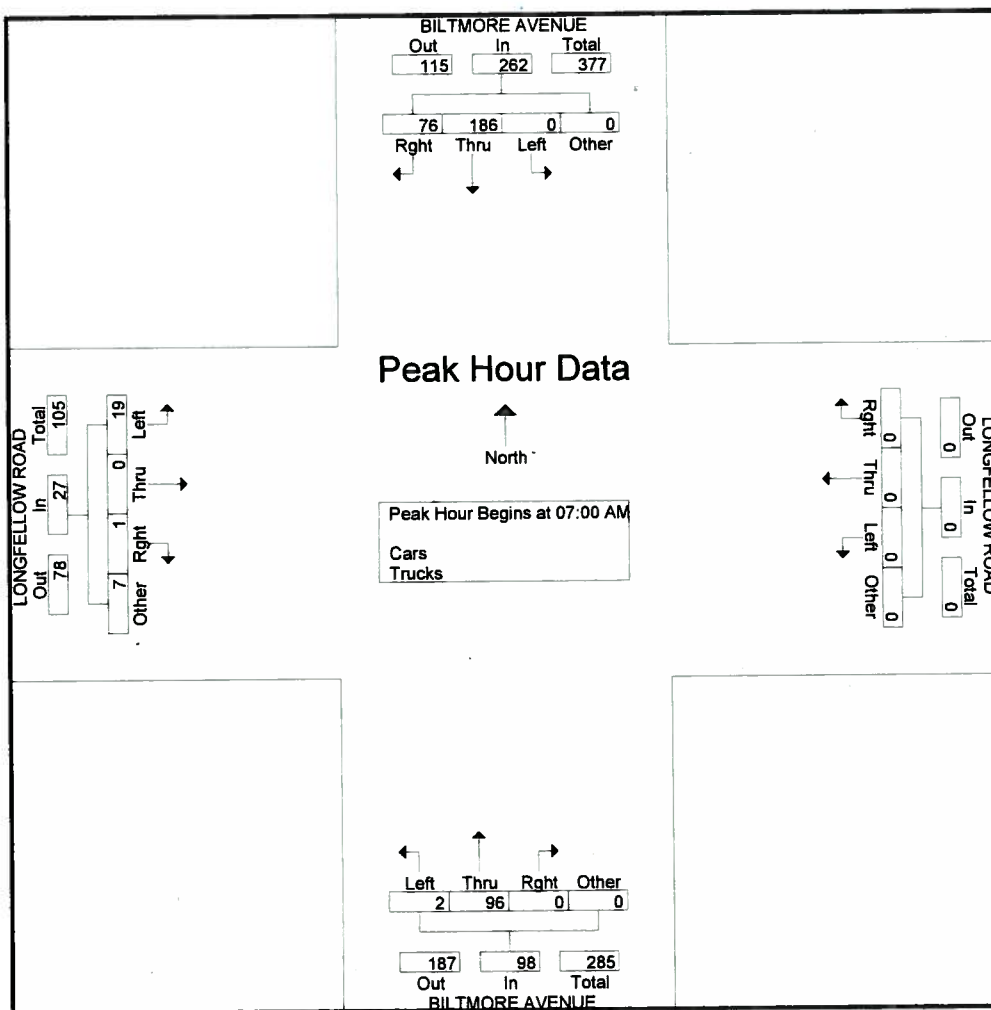 BILTMORE AVENUE
Out In Total
115 262 377
76 186 0 0
Rght Thru Left Other
Peak Hour Data
North
Peak Hour Begins at 07:00 AM
Cars
Trucks
LONGFELLOW ROAD
Out In Total
78 27 105
Other Rght Thru Left
7 1 0 19
LONGFELLOW ROAD
Out In Total
0 0 0
0 0 0 0
Rght Thru Left Other
Left Thru Rght Other
2 96 0 0
187 98 285
Out In Total
BILTMORE AVENUE